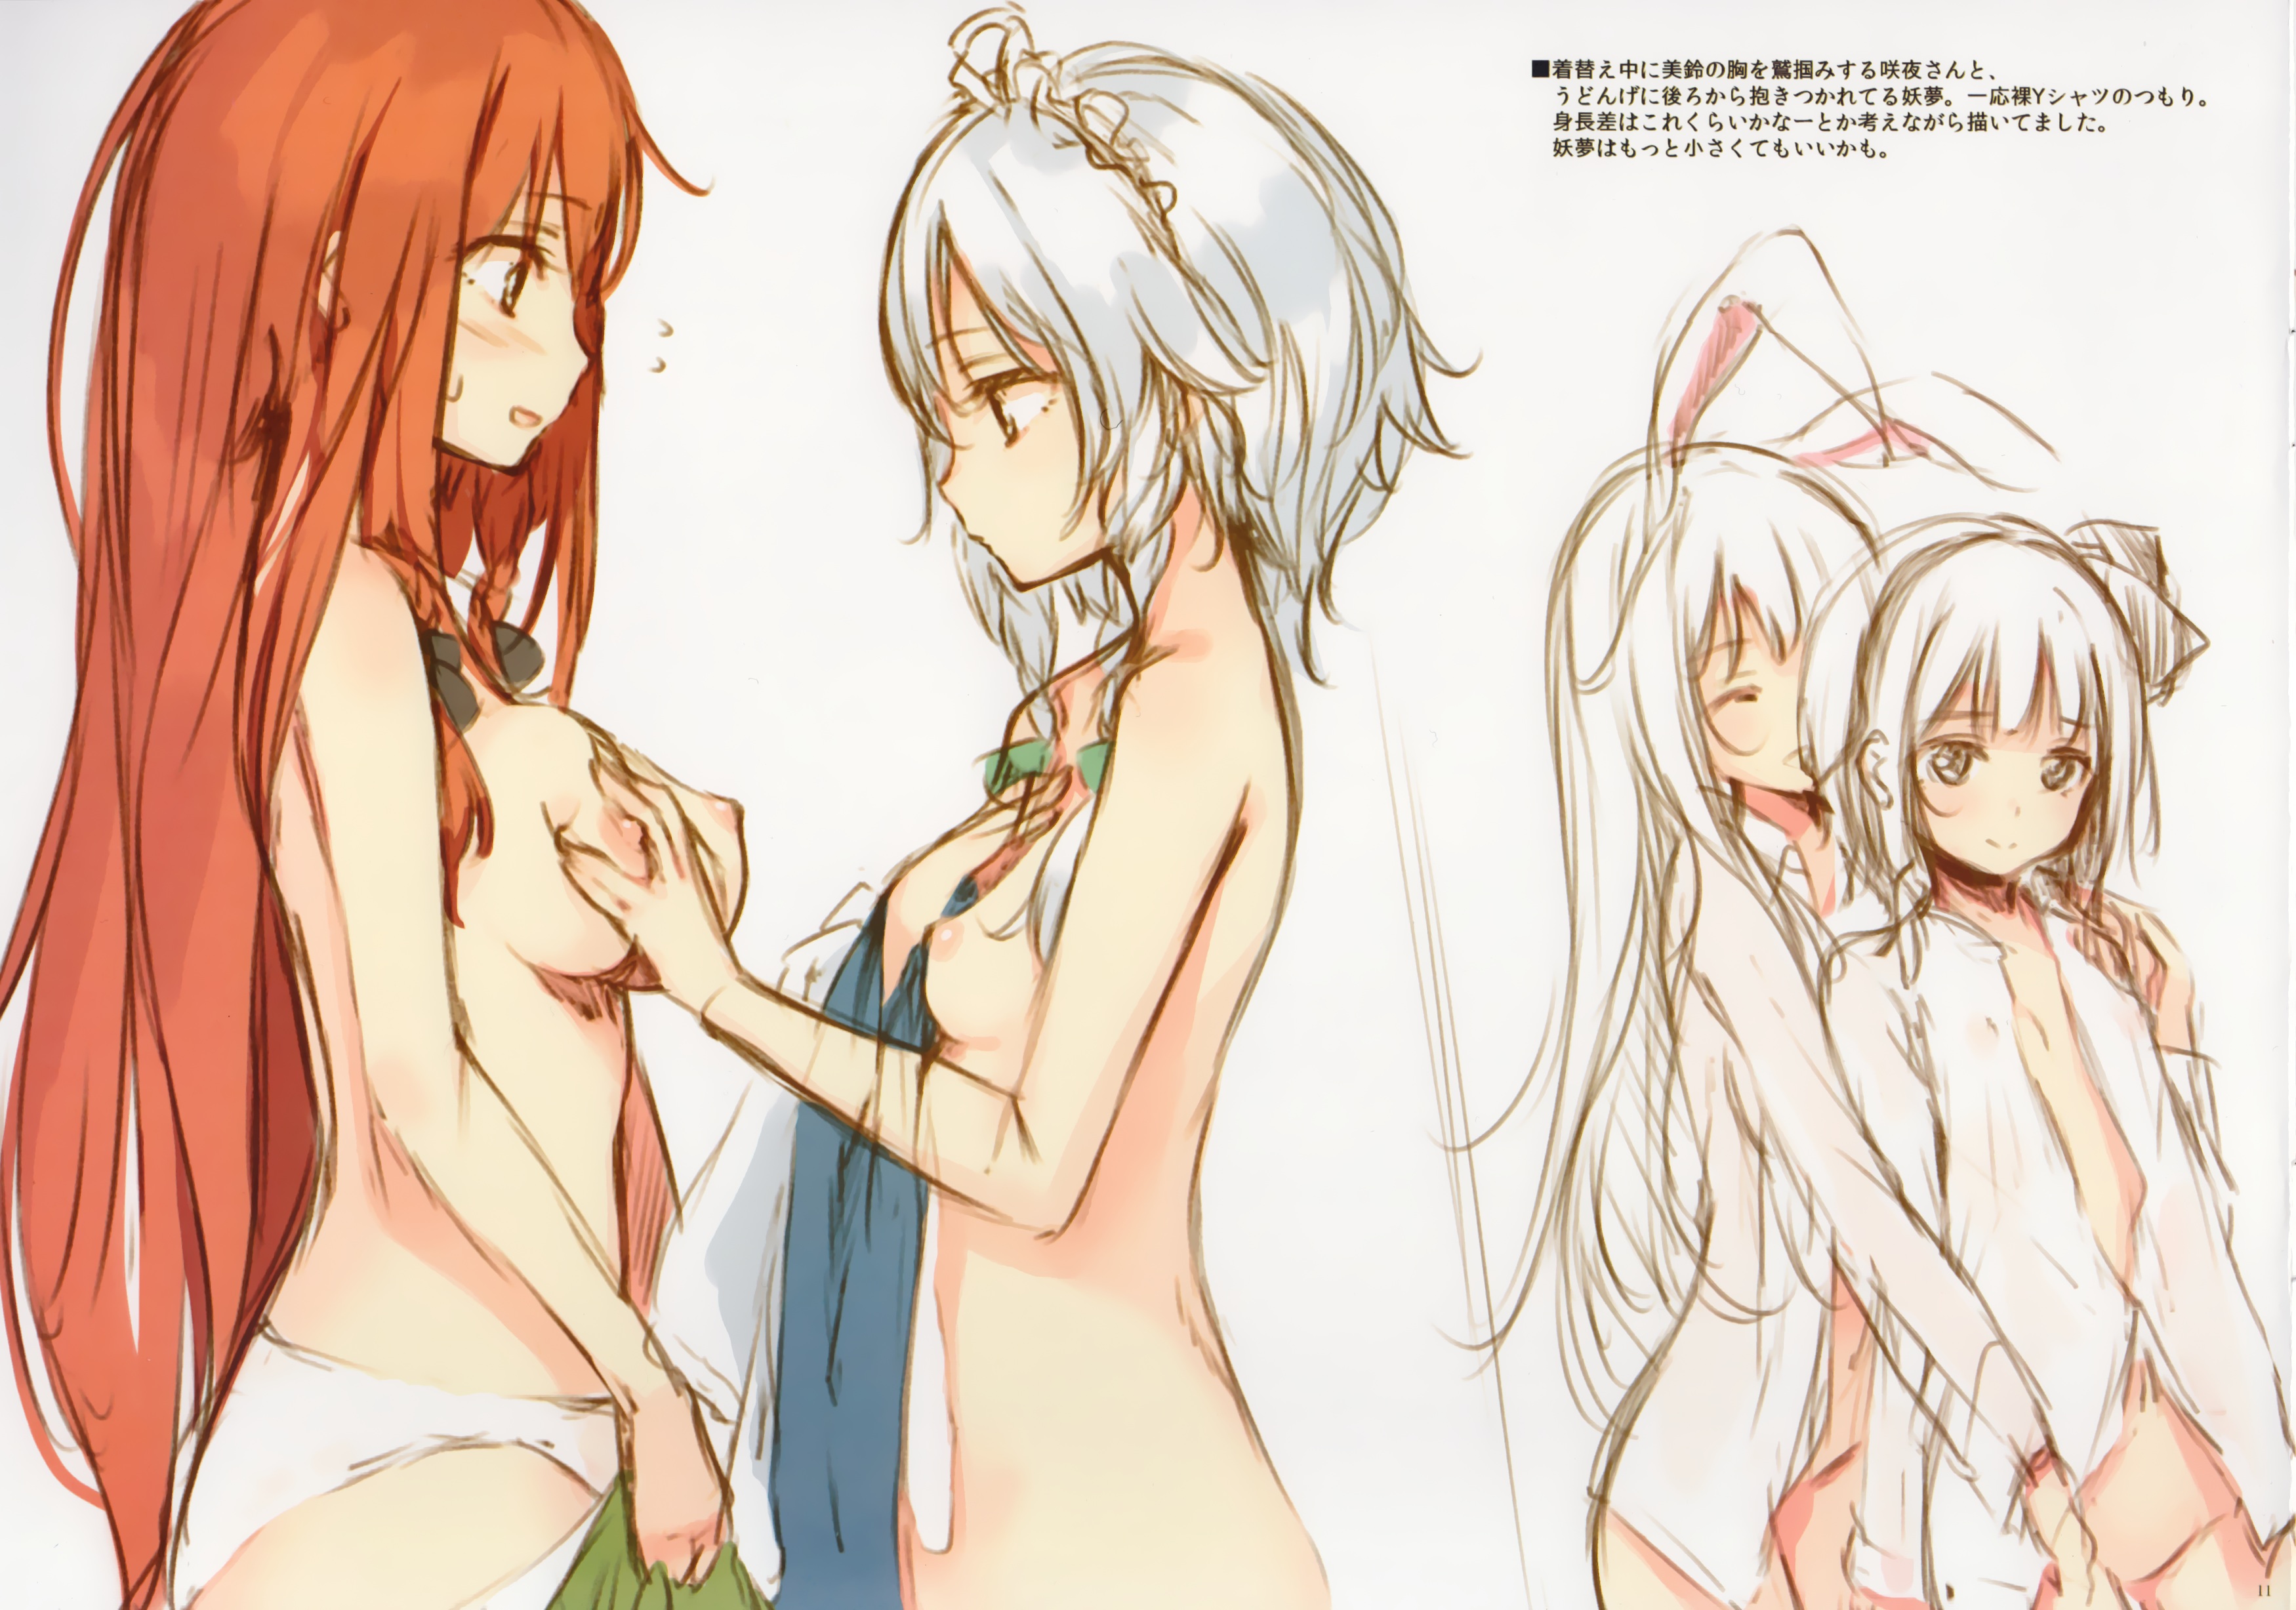 ■着替え中に美鈴の胸を鷲掴みする咲夜さんと、
うどんげに後ろから抱きつかれてる妖夢。一応裸Yシャツのつもり。
身長差はこれくらいかなーとか考えながら描いてました。
妖夢はもっと小さくてもいいかも。
11